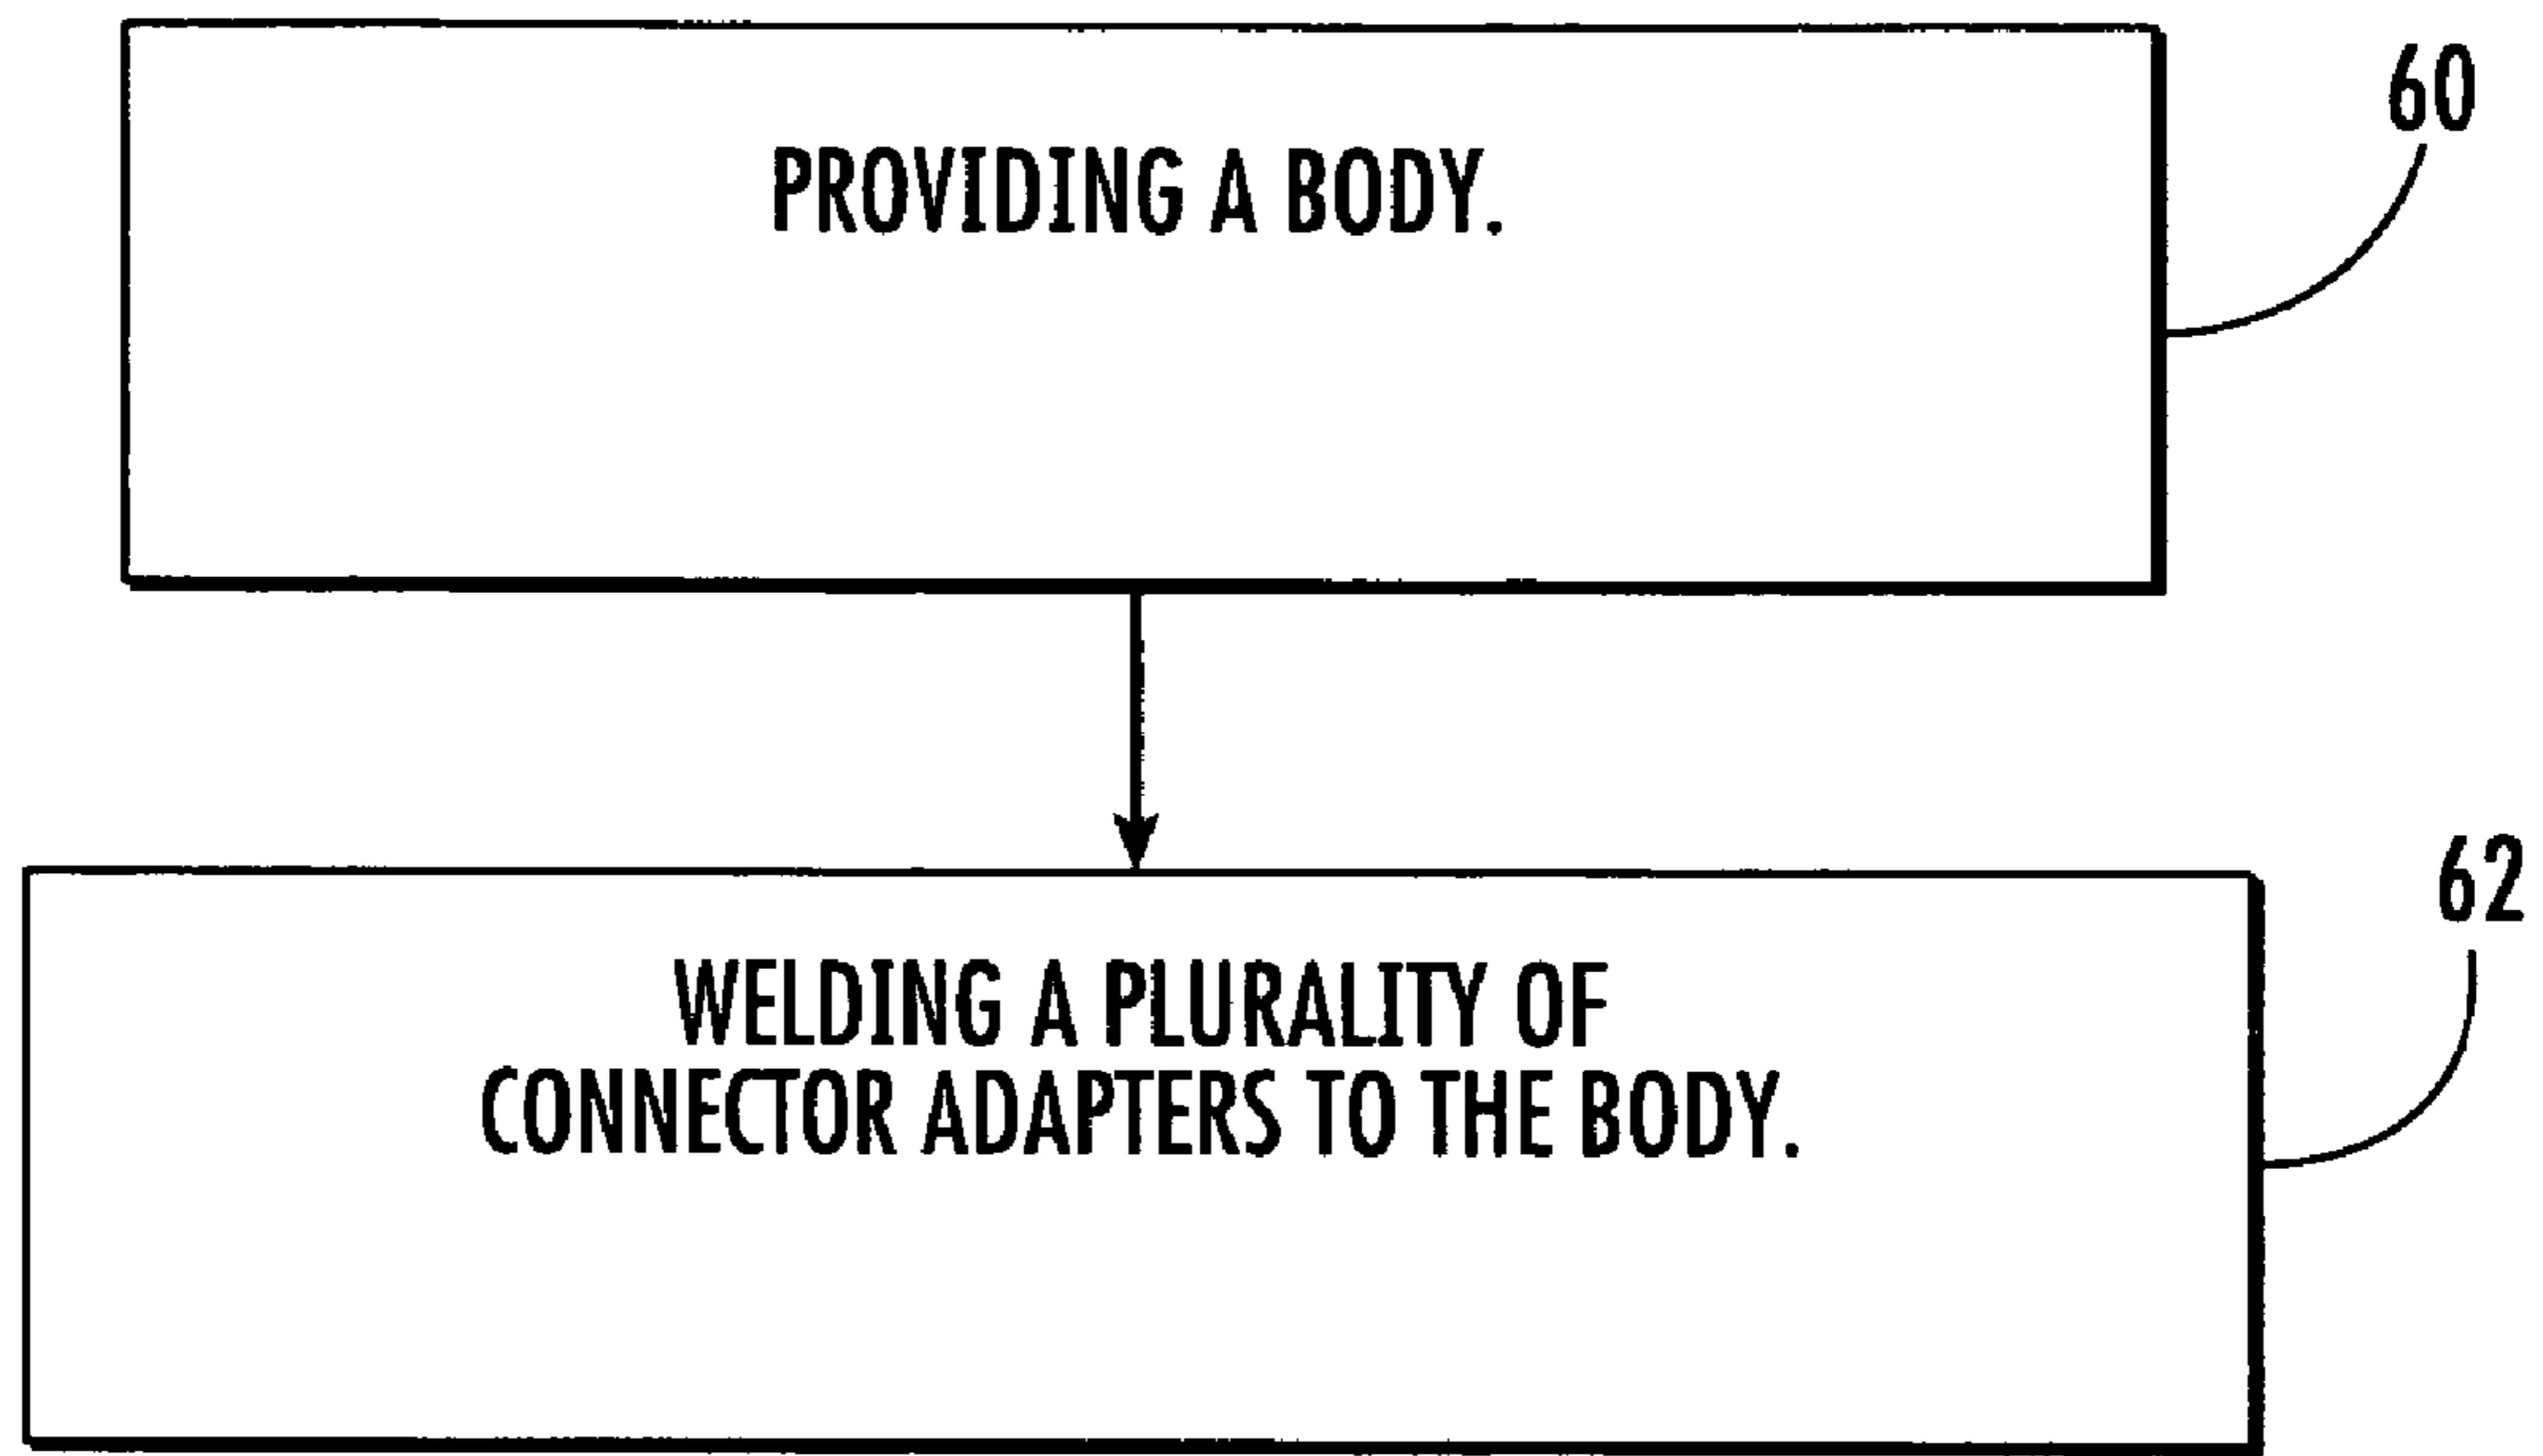 60
PROVIDING A BODY.
62
WELDING A PLURALITY OF
CONNECTOR ADAPTERS TO THE BODY.